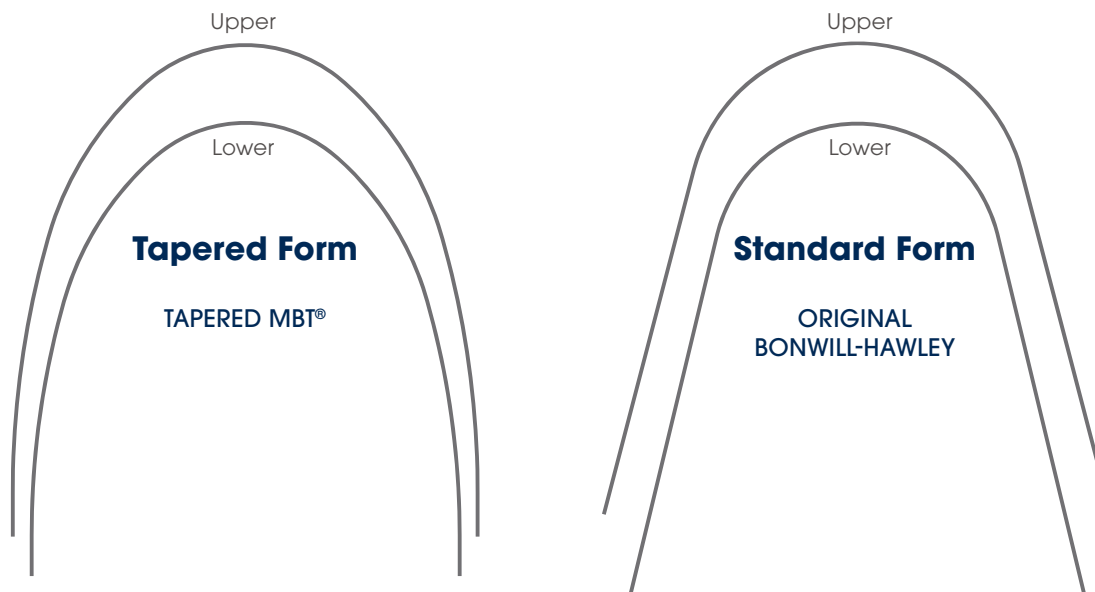 Upper
Lower
Tapered Form
TAPERED MBT®
Upper
Lower
Standard Form
ORIGINAL
BONWILL-HAWLEY